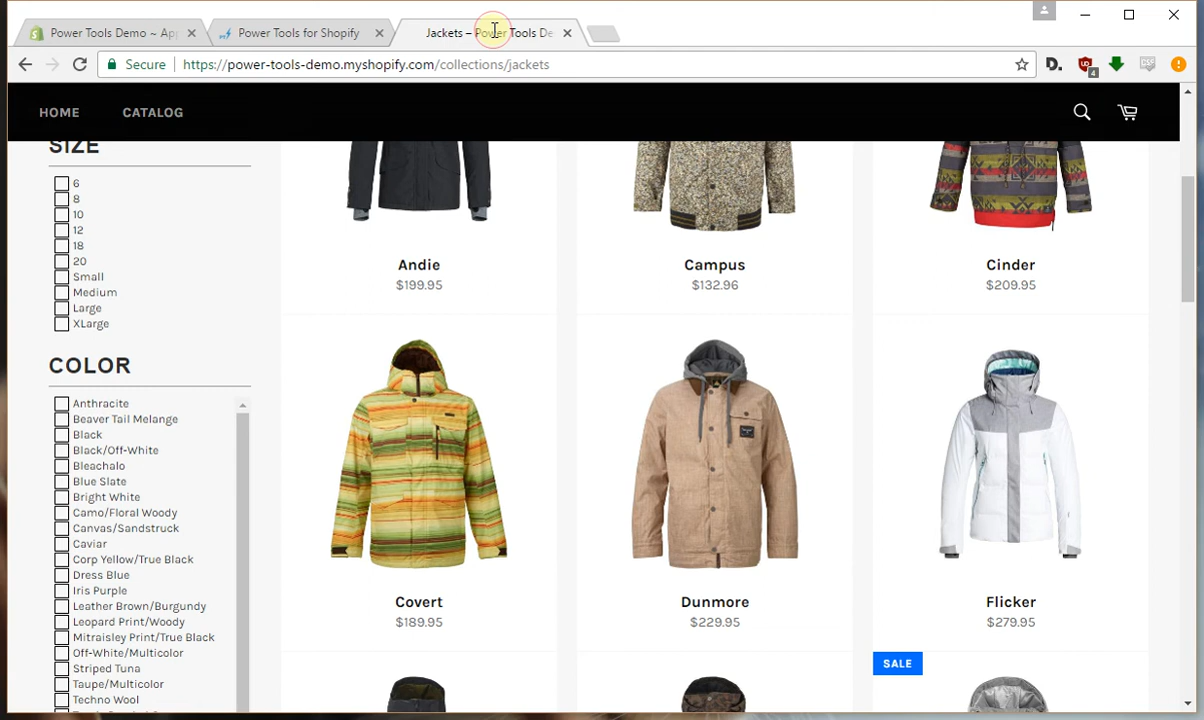 Power Tools Demo ~ Ap
Power Tools for Shopify
Jackets – Power Tools De
Secure
https://power-tools-demo.myshopify.com/collections/jackets
4
HOME
CATALOG
SIZE
6
8
10
12
18
20
Small
Medium
Large
XLarge
COLOR
Anthracite
Beaver Tail Melange
Black
Black/Off-White
Bleachalo
Blue Slate
Bright White
Camo/Floral Woody
Canvas/Sandstruck
Caviar
Corp Yellow/True Black
Dress Blue
Iris Purple
Leather Brown/Burgundy
Leopard Print/Woody
Mitraisley Print/True Black
Off-White/Multicolor
Striped Tuna
Taupe/Multicolor
Techno Wool
Andie
$199.95
Campus
$132.96
Cinder
$209.95
Covert
$189.95
Dunmore
$229.95
Flicker
$279.95
SALE